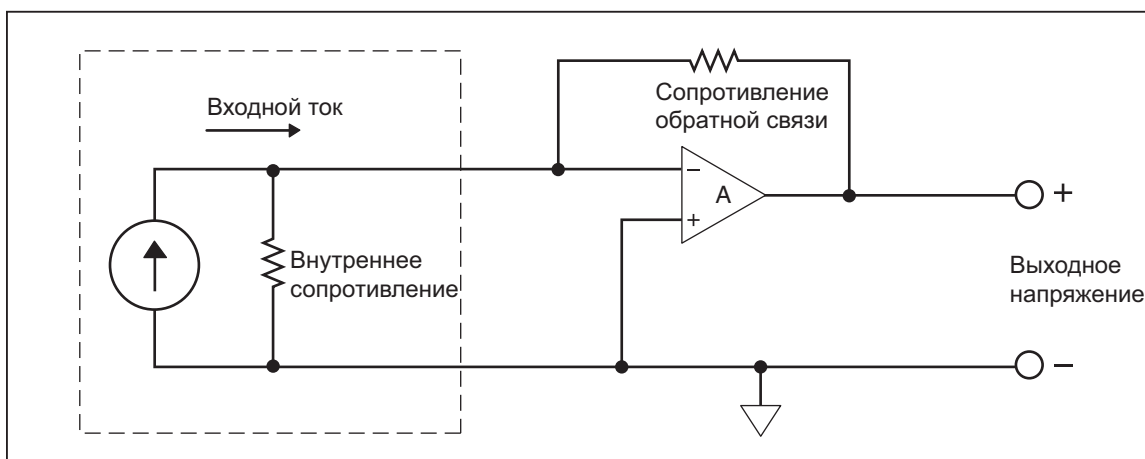 Входной ток
Сопротивление
обратной связи
−
A
+
+
Внутреннее
сопротивление
Выходное
напряжение
−